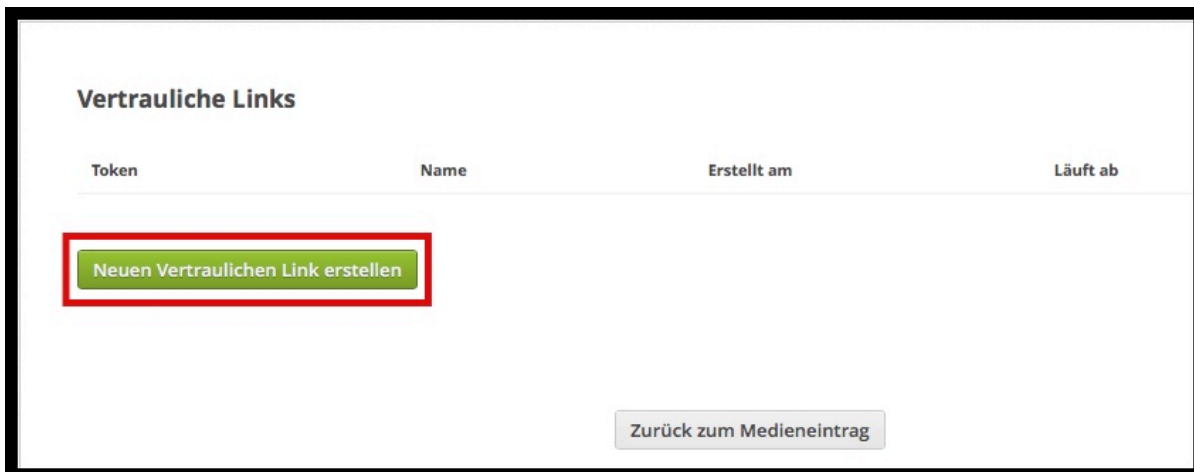 Vertrauliche Links
Token Name Erstellt am Läuft ab
Neuen Vertraulichen Link erstellen
Zurück zum Medieneintrag